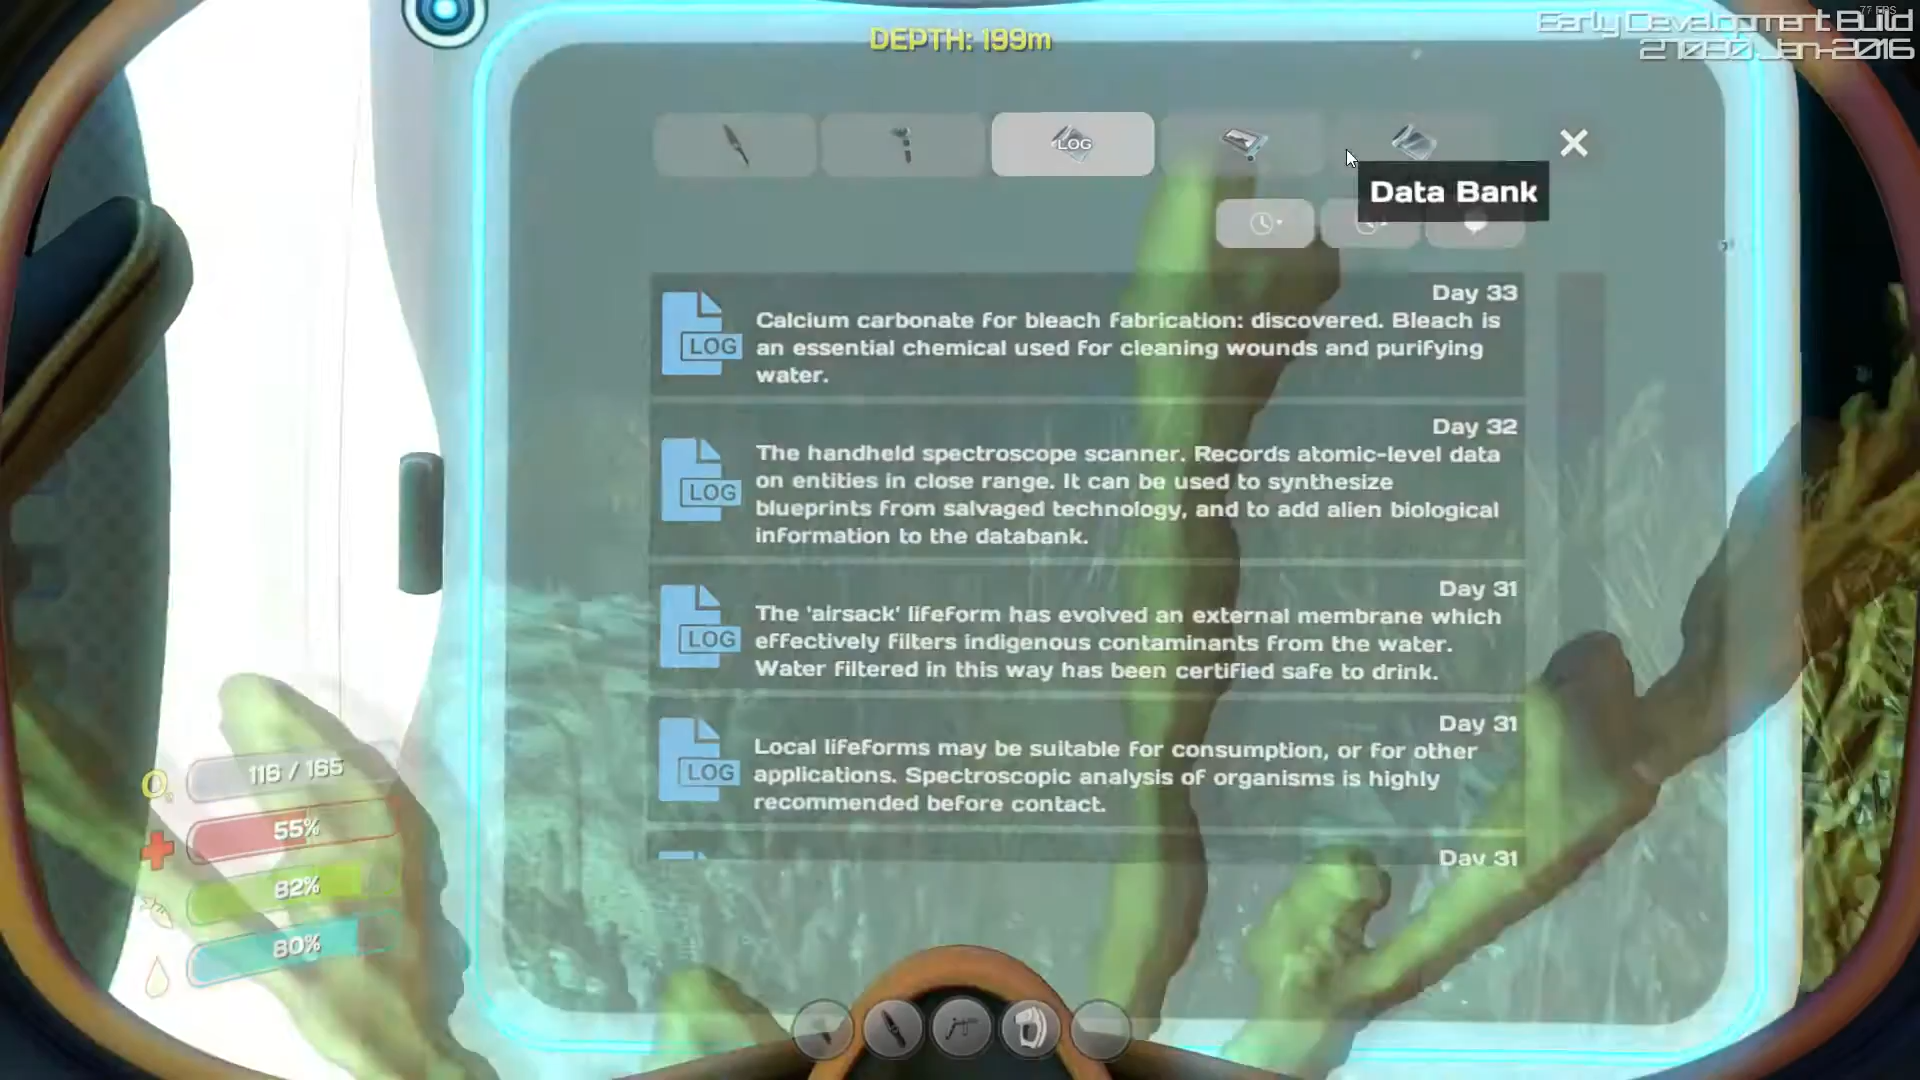 77 FPS
Early Development Build
27080 Jan-2016
DEPTH: 199m
LOG
Data Bank
Day 33
LOG
Calcium carbonate for bleach fabrication: discovered. Bleach is
an essential chemical used for cleaning wounds and purifying
water.
Day 32
LOG
The handheld spectroscope scanner. Records atomic-level data
on entities in close range. It can be used to synthesize
blueprints from salvaged technology, and to add alien biological
information to the databank.
Day 31
LOG
The 'airsack' lifeform has evolved an external membrane which
effectively filters indigenous contaminants from the water.
Water filtered in this way has been certified safe to drink.
Day 31
LOG
Local lifeforms may be suitable for consumption, or for other
applications. Spectroscopic analysis of organisms is highly
recommended before contact.
Day 31
O₂
116 / 165
55%
82%
80%